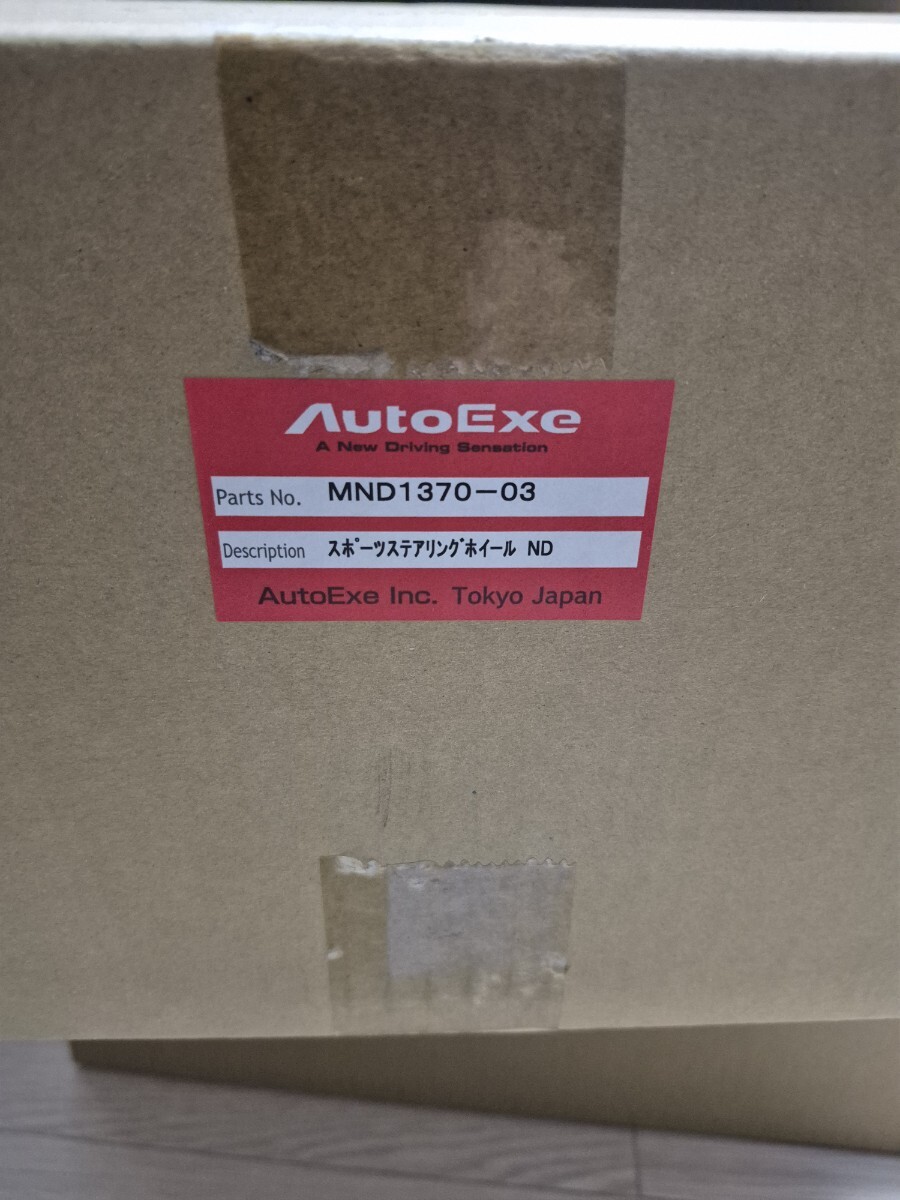 AutoExe
A New Driving Sensation
Parts No. MND1370-03
Description スポーツステアリングホイール ND
AutoExe Inc. Tokyo Japan